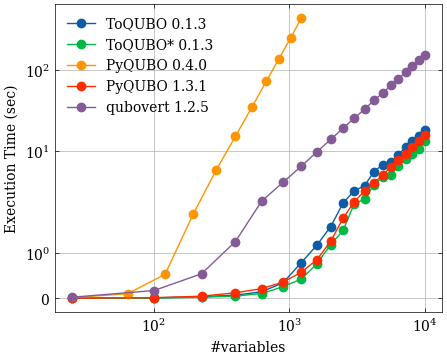 ToQUBO 0.1.3
ToQUBO* 0.1.3
PyQUBO 0.4.0
PyQUBO 1.3.1
qubovert 1.2.5
Execution Time (sec)
10²
10¹
10⁰
0
10² 10³ 10⁴
#variables